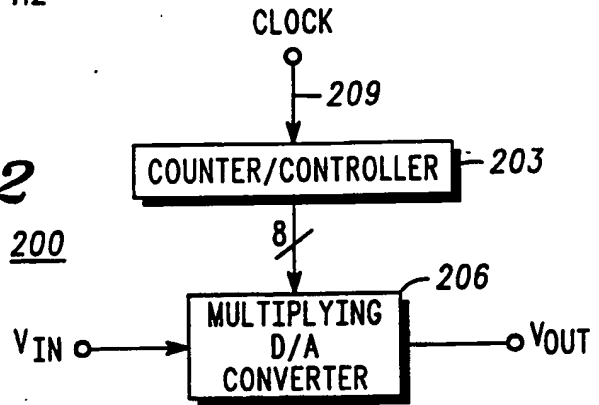 CLOCK
209
COUNTER/CONTROLLER
203
2
200
8
206
MULTIPLYING
D/A
CONVERTER
VIN
VOUT